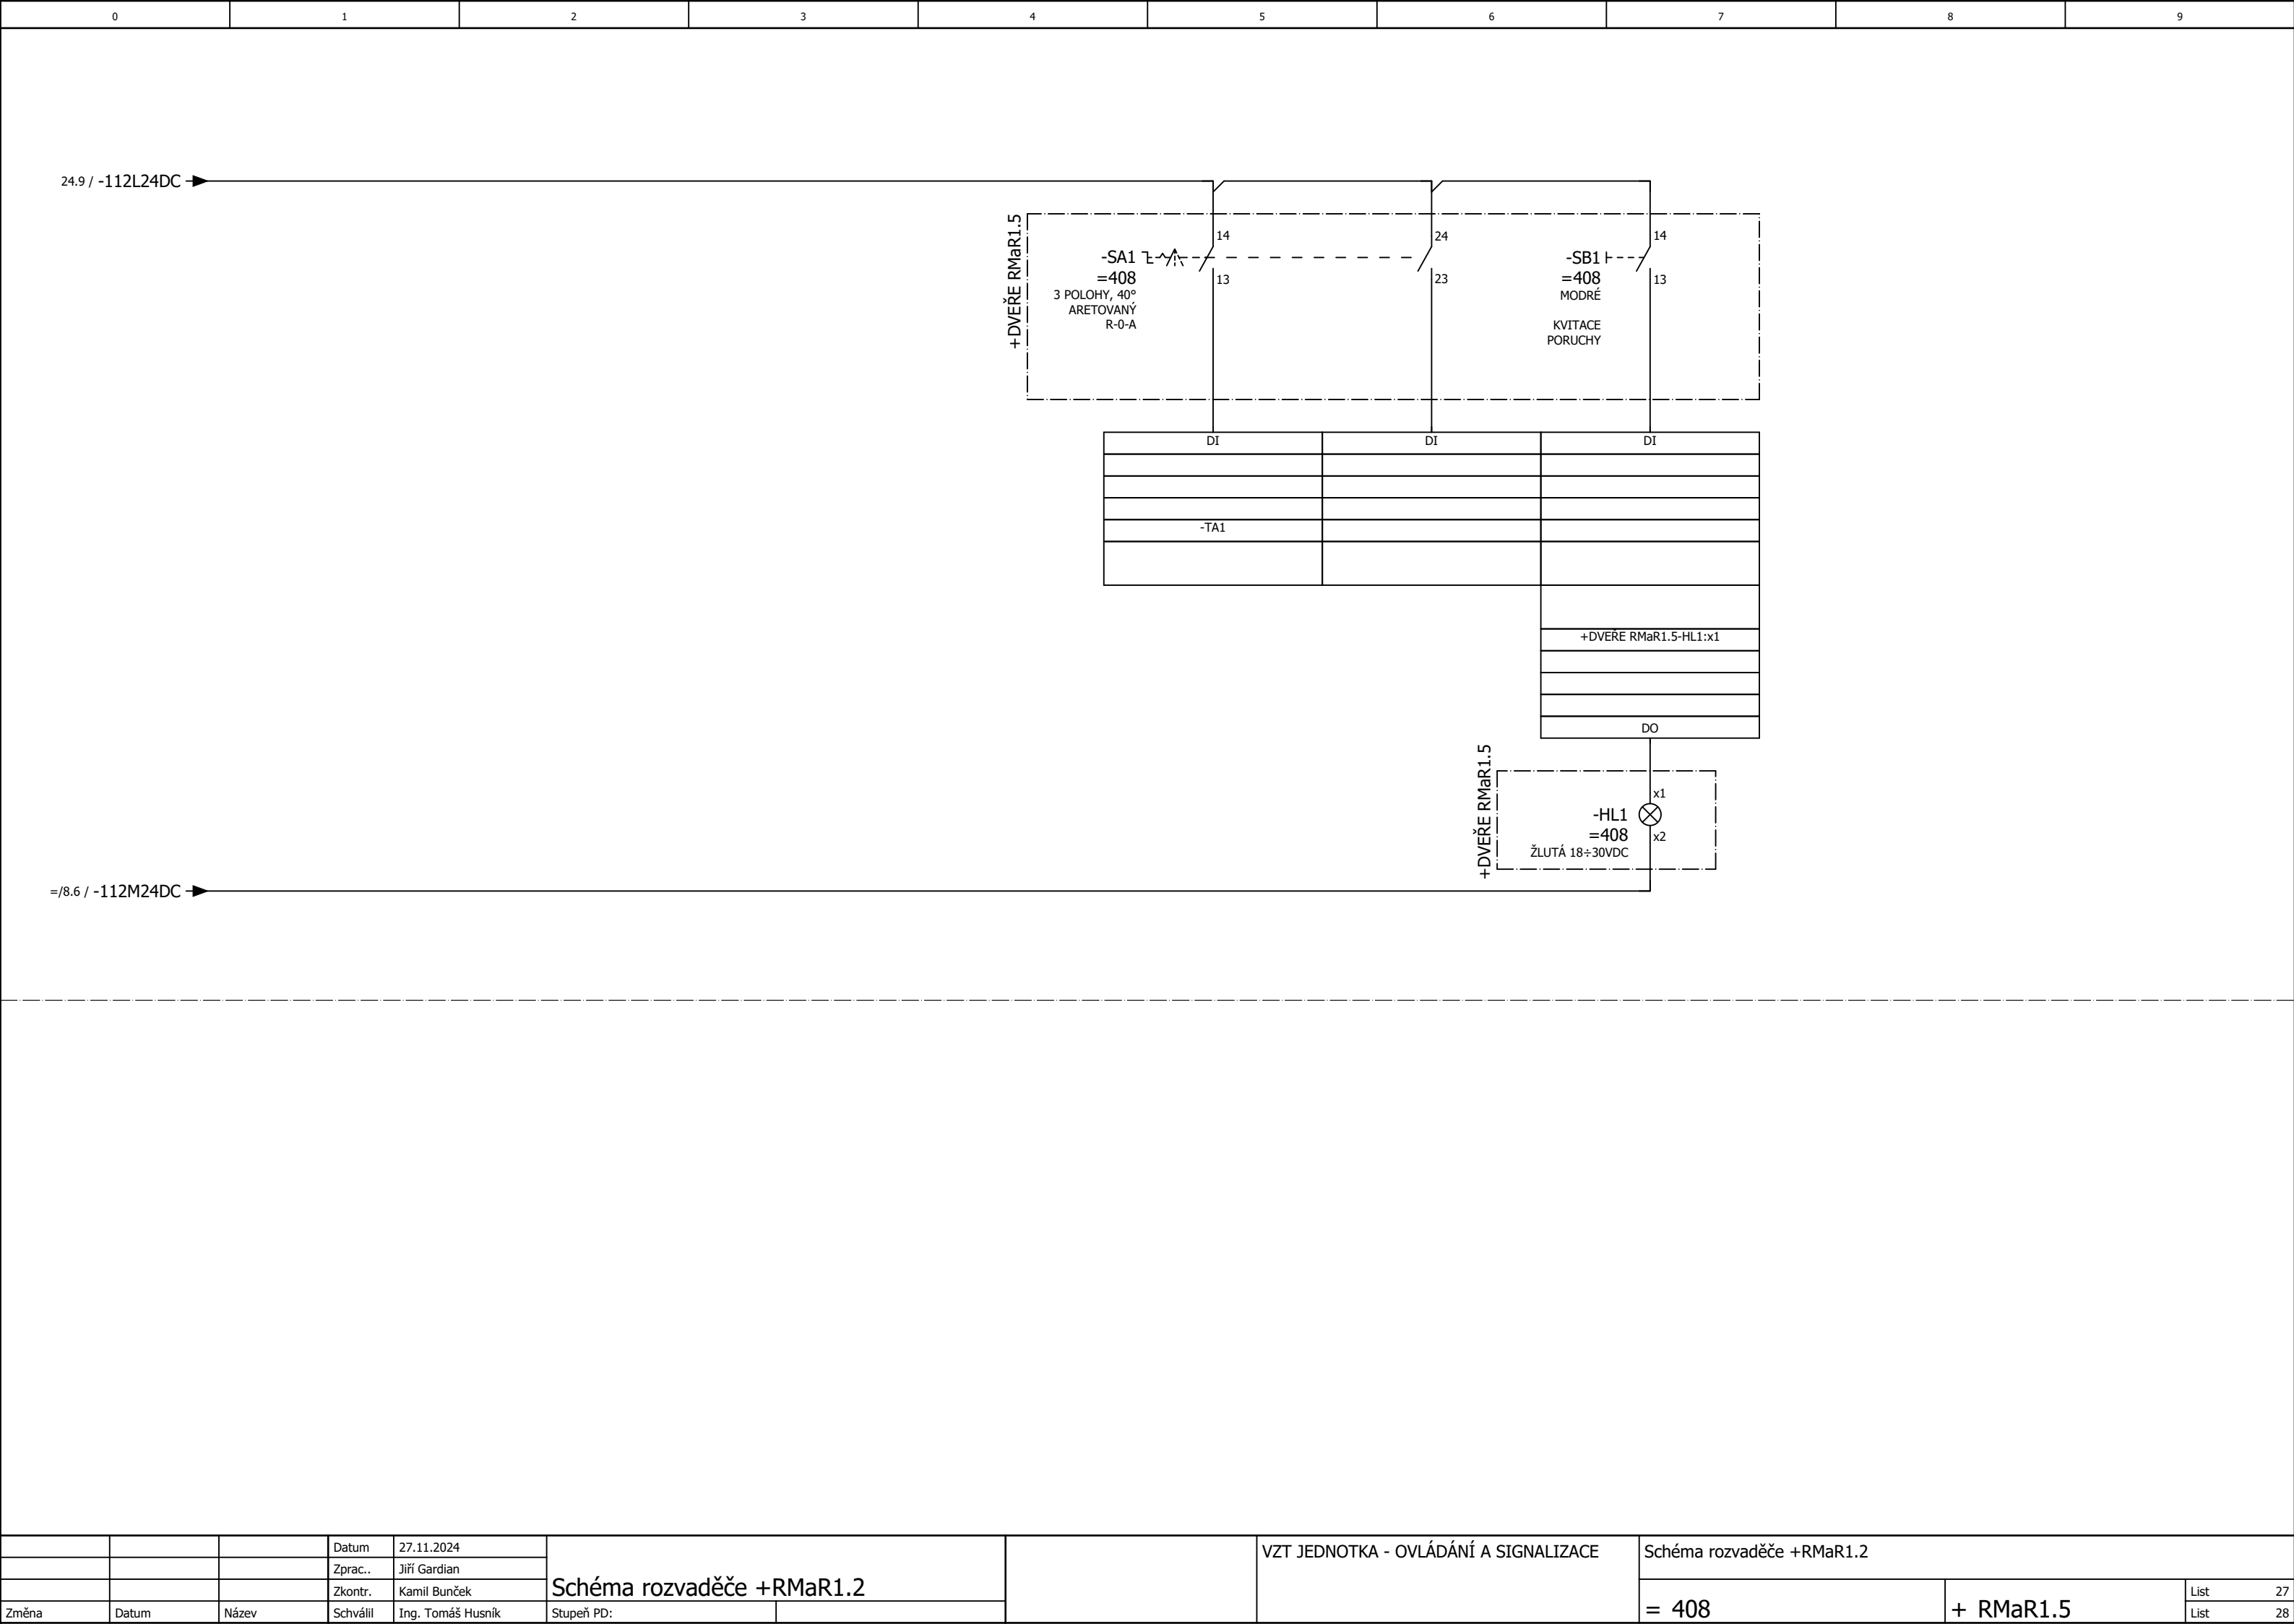 0 1 2 3 4 5 6 7 8 9
24.9 / -112L24DC
+DVEŘE RMaR1.5
-SA1
=408
3 POLOHY, 40°
ARETOVANÝ
R-0-A
14
13
24
23
-SB1
=408
MODRÉ
KVITACE
PORUCHY
14
13
DI DI DI
-TA1
+DVEŘE RMaR1.5-HL1:x1
DO
+DVEŘE RMaR1.5
-HL1
=408
ŽLUTÁ 18÷30VDC
x1
x2
=/8.6 / -112M24DC
Změna Datum Název
Datum 27.11.2024
Zprac.. Jiří Gardian
Zkontr. Kamil Bunček
Schválil Ing. Tomáš Husník
Schéma rozvaděče +RMaR1.2
Stupeň PD:
VZT JEDNOTKA - OVLÁDÁNÍ A SIGNALIZACE
Schéma rozvaděče +RMaR1.2
= 408
+ RMaR1.5
List 27
List 28